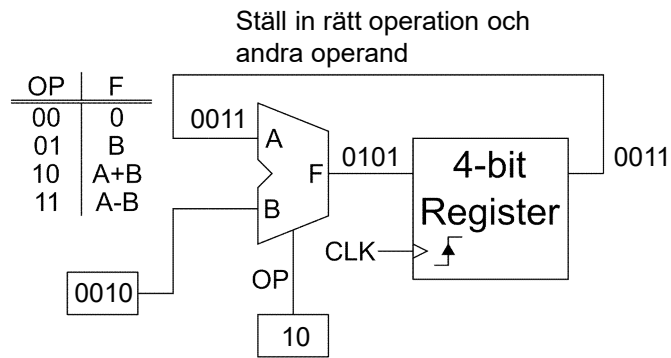 Ställ in rätt operation och
andra operand
OP F
00 0
01 B
10 A+B
11 A-B
0011
A
B
F
0101
4-bit
Register
0011
CLK
OP
0010
10